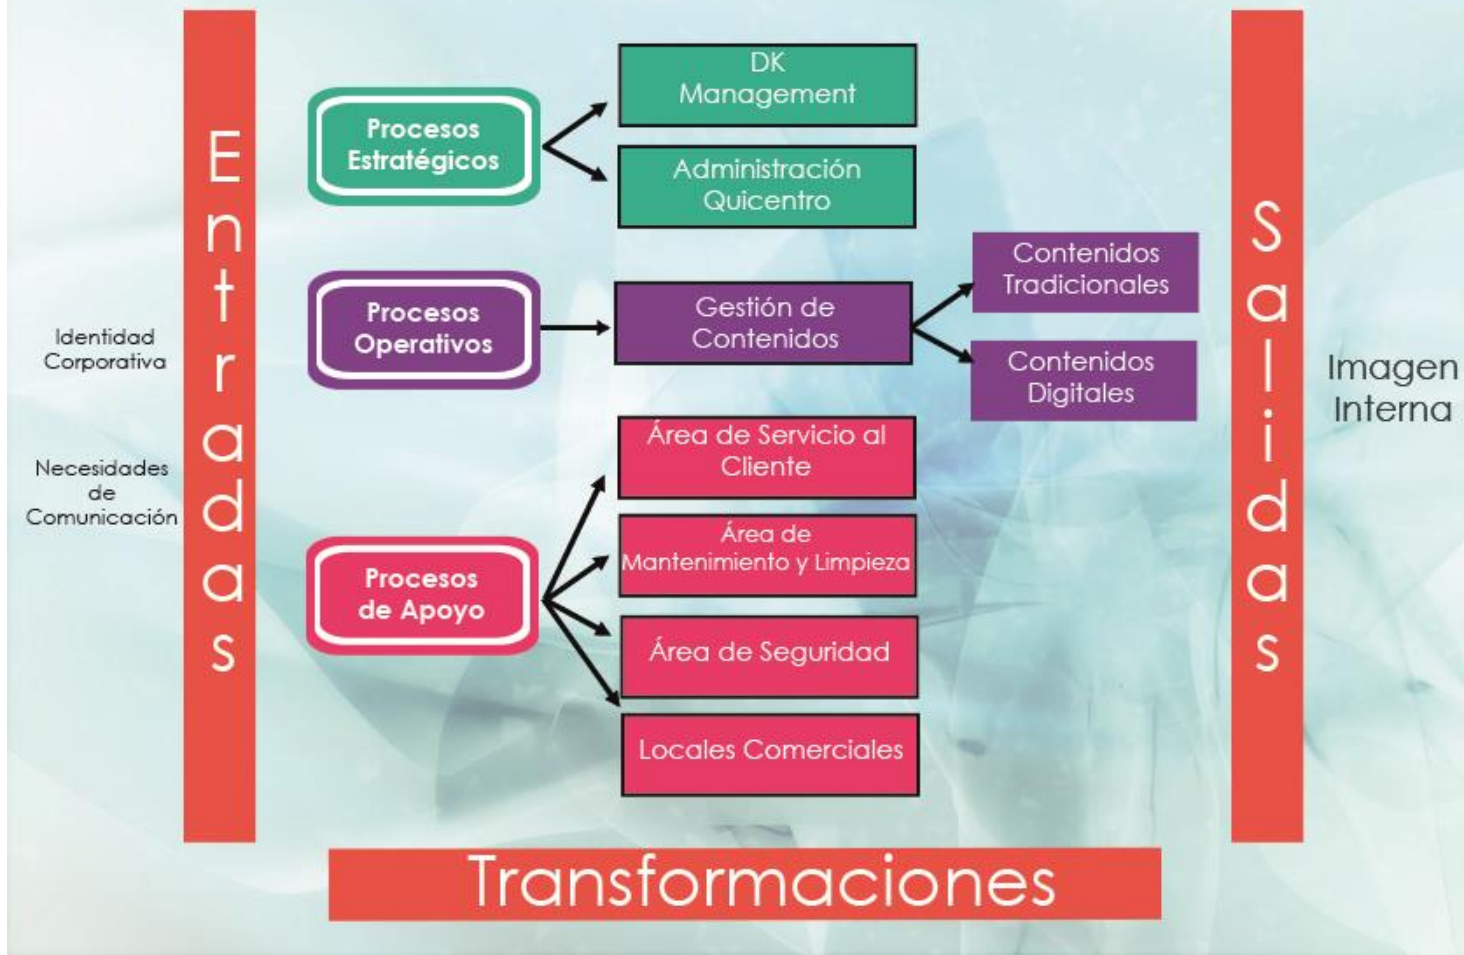 Identidad
Corporativa
Necesidades
de
Comunicación
Entradas
Procesos
Estratégicos
DK
Management
Administración
Quicentro
Procesos
Operativos
Gestión de
Contenidos
Contenidos
Tradicionales
Contenidos
Digitales
Procesos
de Apoyo
Área de Servicio al
Cliente
Área de
Mantenimiento y Limpieza
Área de Seguridad
Locales Comerciales
Salidas
Imagen
Interna
Transformaciones